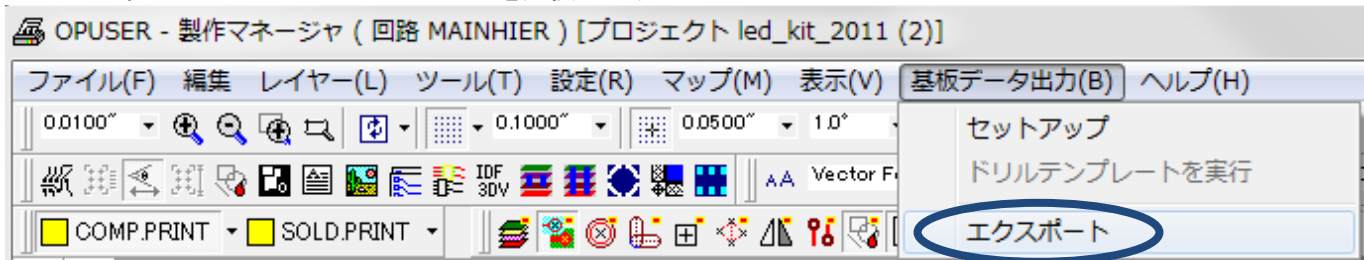 OPUSER - 製作マネージャ ( 回路 MAINHIER ) [プロジェクト led_kit_2011 (2)]
ファイル(F) 編集 レイヤー(L) ツール(T) 設定(R) マップ(M) 表示(V) 基板データ出力(B) ヘルプ(H)
0.0100″ 0.1000″ 0.0500″ 1.0° セットアップ
IDF 3DV AA Vector ドリルテンプレートを実行
COMP.PRINT SOLD.PRINT エクスポート